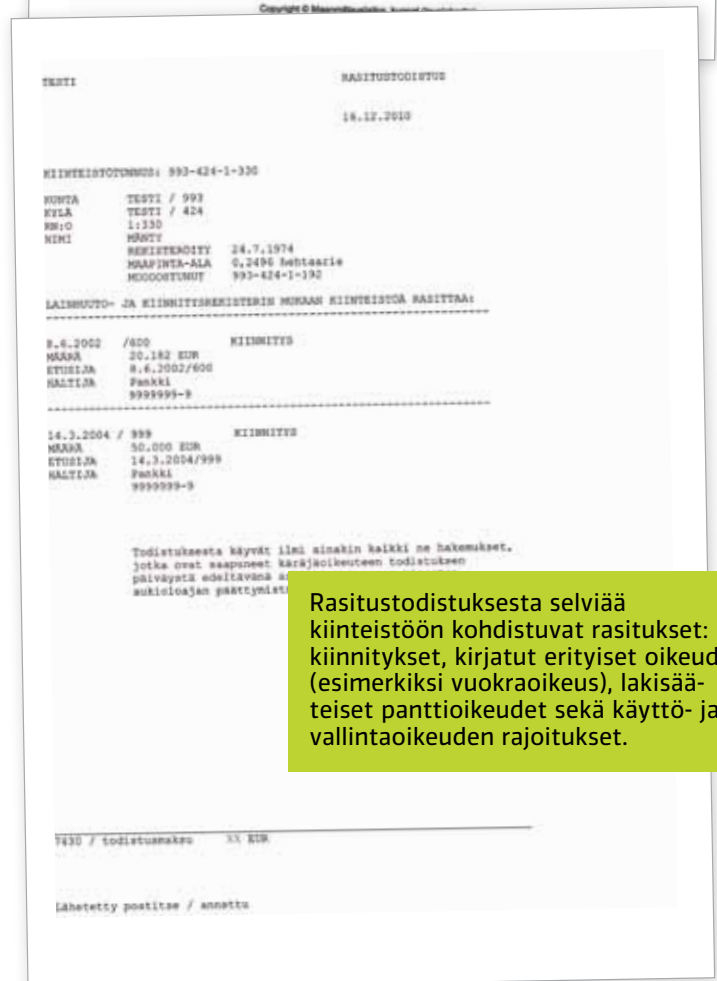 Copyright © Maanmittauslaitos,
TESTI RASITUSTODISTUS
16.12.2010
KIINTEISTÖTUNNUS: 993-424-1-330
KUNTA TESTI / 993
KYLÄ TESTI / 424
RN:O 1:330
NIMI MÄNTY
REKISTERÖITY 24.7.1974
MAAPINTA-ALA 0,2496 hehtaaria
MUODOSTUNUT 993-424-1-192
LAINHUUTO- JA KIINNITYSREKISTERIN MUKAAN KIINTEISTÖÄ RASITTAA:
8.6.2002 /600 KIINNITYS
MÄÄRÄ 20.182 EUR
ETUSIJA 8.6.2002/600
HALTIJA Pankki
9999999-9
14.3.2004 / 999 KIINNITYS
MÄÄRÄ 50.000 EUR
ETUSIJA 14.3.2004/999
HALTIJA Pankki
9999999-9
Todistuksesta käyvät ilmi ainakin kaikki ne hakemukset,
jotka ovat saapuneet käräjäoikeuteen todistuksen
päiväystä edeltävänä
aukioloajan
Rasitustodistuksesta selviää
kiinteistöön kohdistuvat rasitukset:
kiinnitykset, kirjatut erityiset oikeud
(esimerkiksi vuokraoikeus), lakisää-
teiset panttioikeudet sekä käyttö- ja
vallintaoikeuden rajoitukset.
7430 / todistusmaksu XX EUR
Lähetetty postitse / annettu